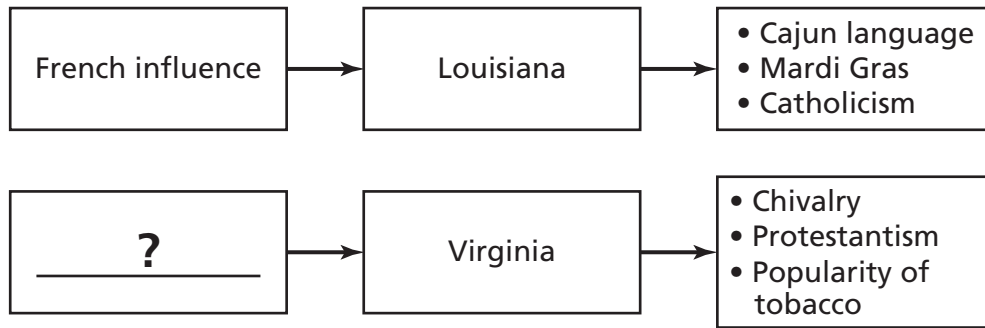 French influence
Louisiana
• Cajun language
• Mardi Gras
• Catholicism
?
Virginia
• Chivalry
• Protestantism
• Popularity of
tobacco